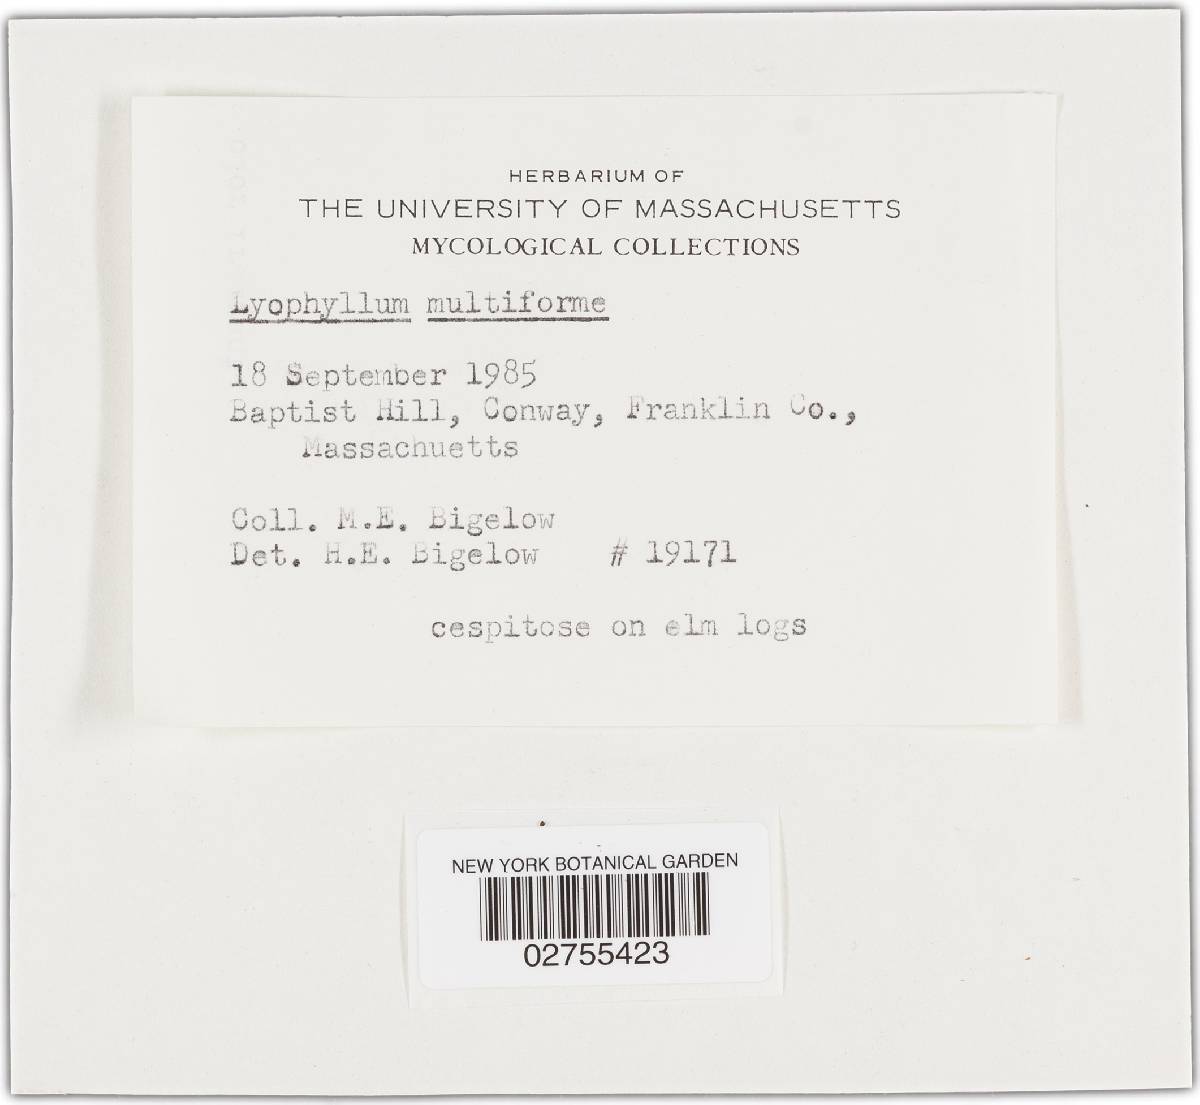 HERBARIUM OF
THE UNIVERSITY OF MASSACHUSETTS
MYCOLOGICAL COLLECTIONS
Lyophyllum multiforme
18 September 1985
Baptist Hill, Conway, Franklin Co.,
Massachuetts
Coll. M.E. Bigelow
Det. H.E. Bigelow # 19171
cespitose on elm logs
NEW YORK BOTANICAL GARDEN
02755423